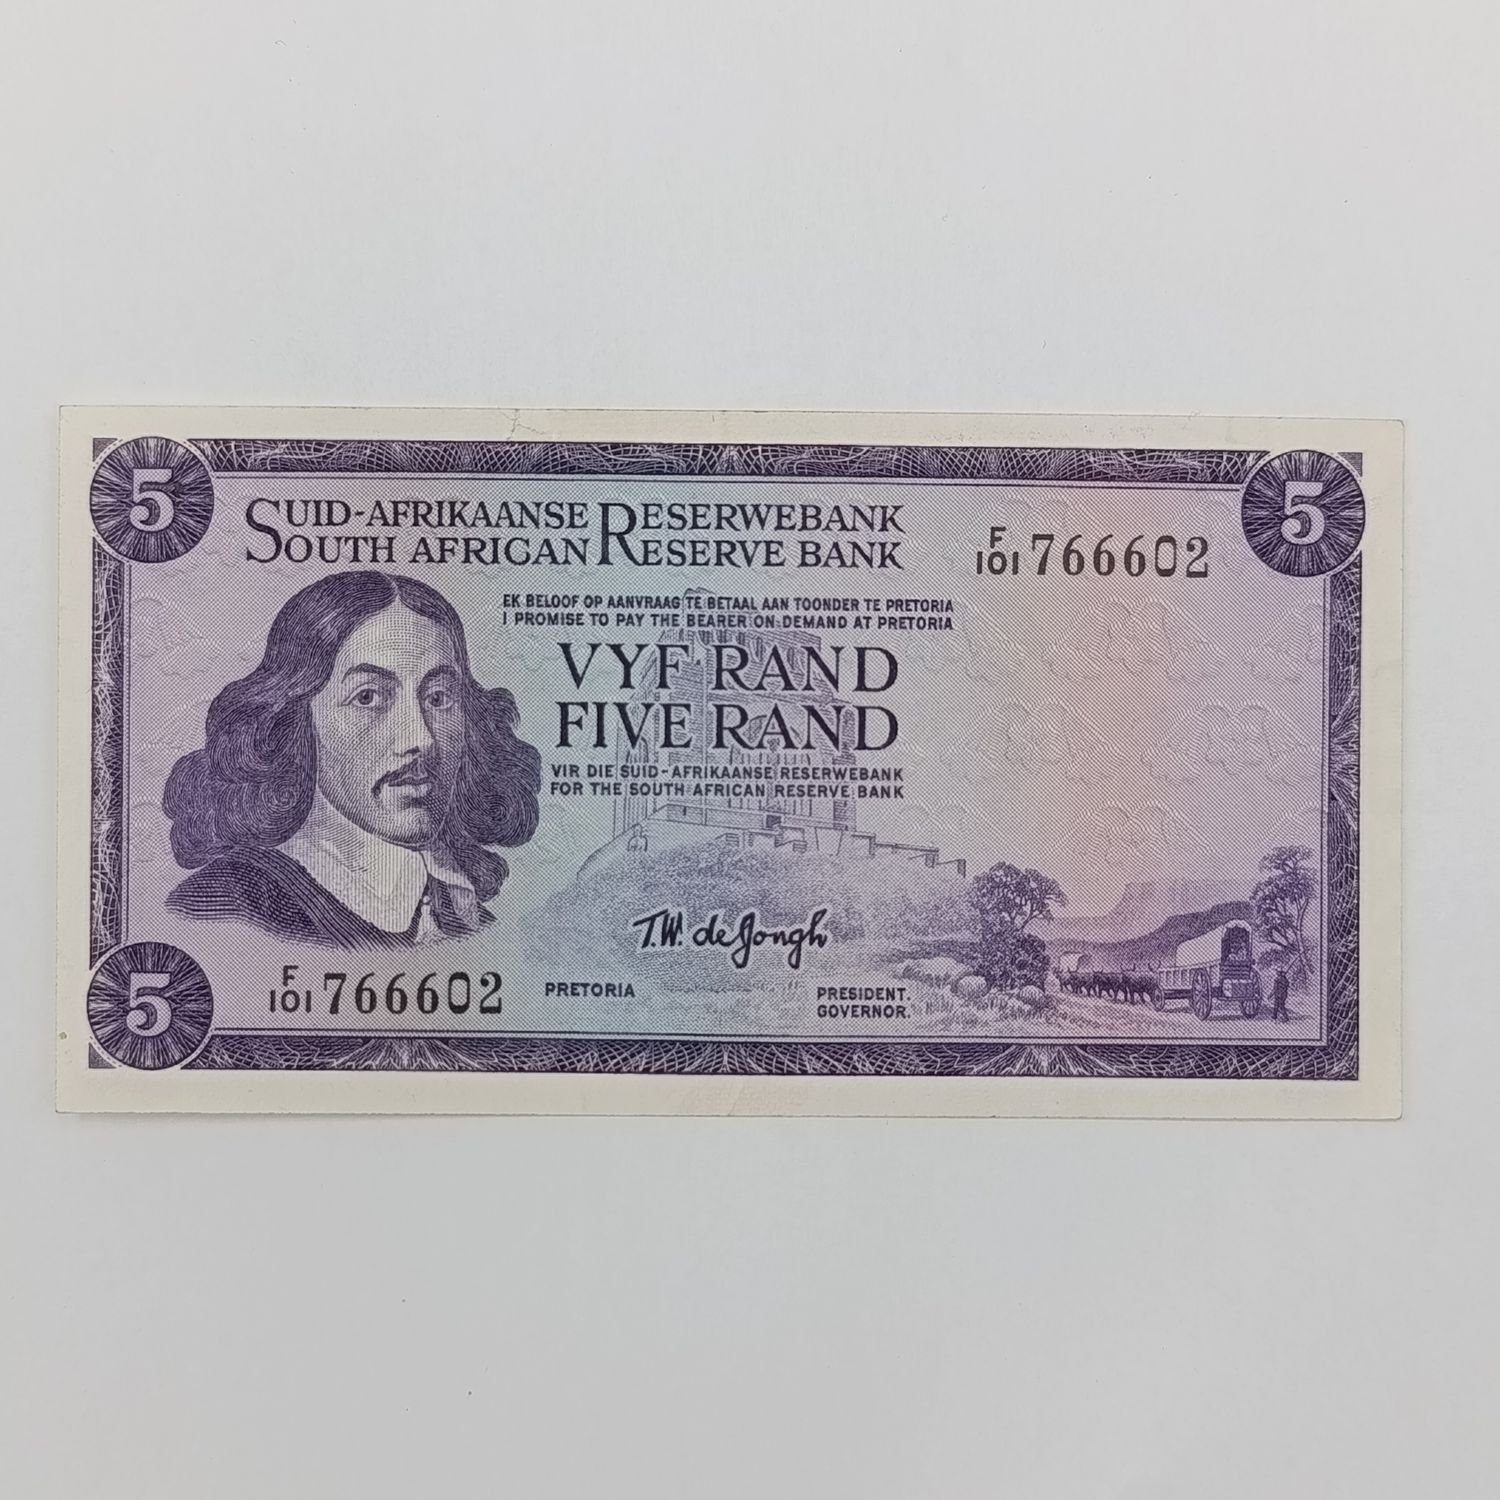 5
5
SUID-AFRIKAANSE RESERWEBANK
SOUTH AFRICAN RESERVE BANK
F/101 766602
EK BELOOF OP AANVRAAG TE BETAAL AAN TOONDER TE PRETORIA
I PROMISE TO PAY THE BEARER ON DEMAND AT PRETORIA
VYF RAND
FIVE RAND
VIR DIE SUID-AFRIKAANSE RESERWEBANK
FOR THE SOUTH AFRICAN RESERVE BANK
T.W. de Jongh
5
F/101 766602
PRETORIA
PRESIDENT.
GOVERNOR.